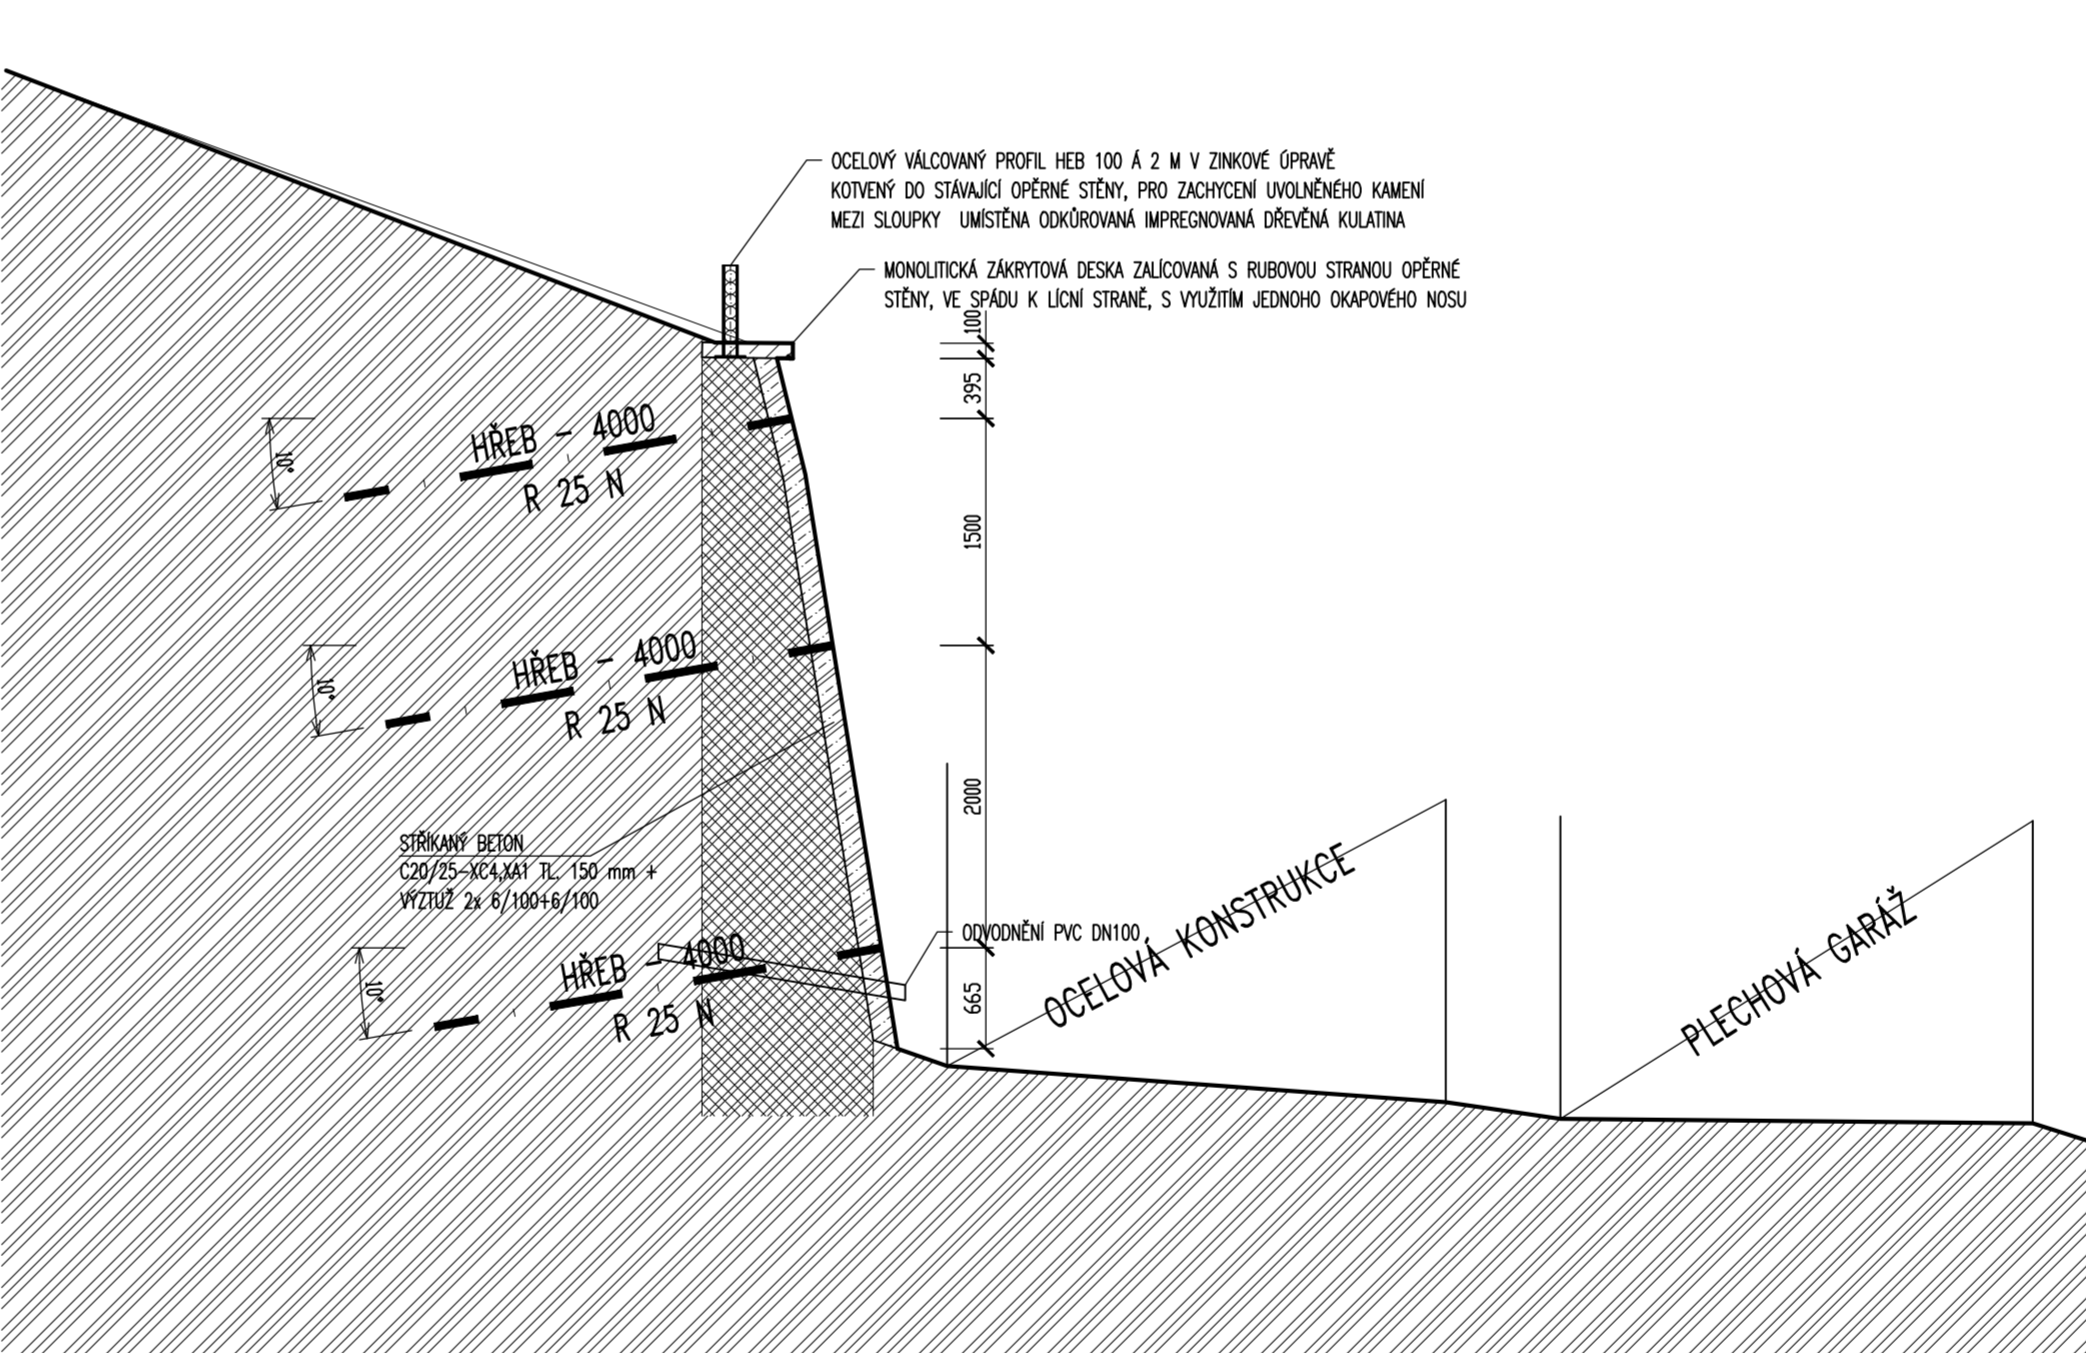 OCELOVÝ VÁLCOVANÝ PROFIL HEB 100 Á 2 M V ZINKOVÉ ÚPRAVĚ
KOTVENÝ DO STÁVAJÍCÍ OPĚRNÉ STĚNY, PRO ZACHYCENÍ UVOLNĚNÉHO KAMENÍ
MEZI SLOUPKY UMÍSTĚNA ODKŮROVANÁ IMPREGNOVANÁ DŘEVĚNÁ KULATINA
MONOLITICKÁ ZÁKRYTOVÁ DESKA ZALÍCOVANÁ S RUBOVOU STRANOU OPĚRNÉ
STĚNY, VE SPÁDU K LÍCNÍ STRANĚ, S VYUŽITÍM JEDNOHO OKAPOVÉHO NOSU
100
395
1500
2000
665
HŘEB - 4000
R 25 N
10°
HŘEB - 4000
R 25 N
10°
STŘÍKANÝ BETON
C20/25-XC4,XA1 TL. 150 mm +
VÝZTUŽ 2x 6/100+6/100
HŘEB - 4000
R 25 N
10°
ODVODNĚNÍ PVC DN100
OCELOVÁ KONSTRUKCE
PLECHOVÁ GARÁŽ